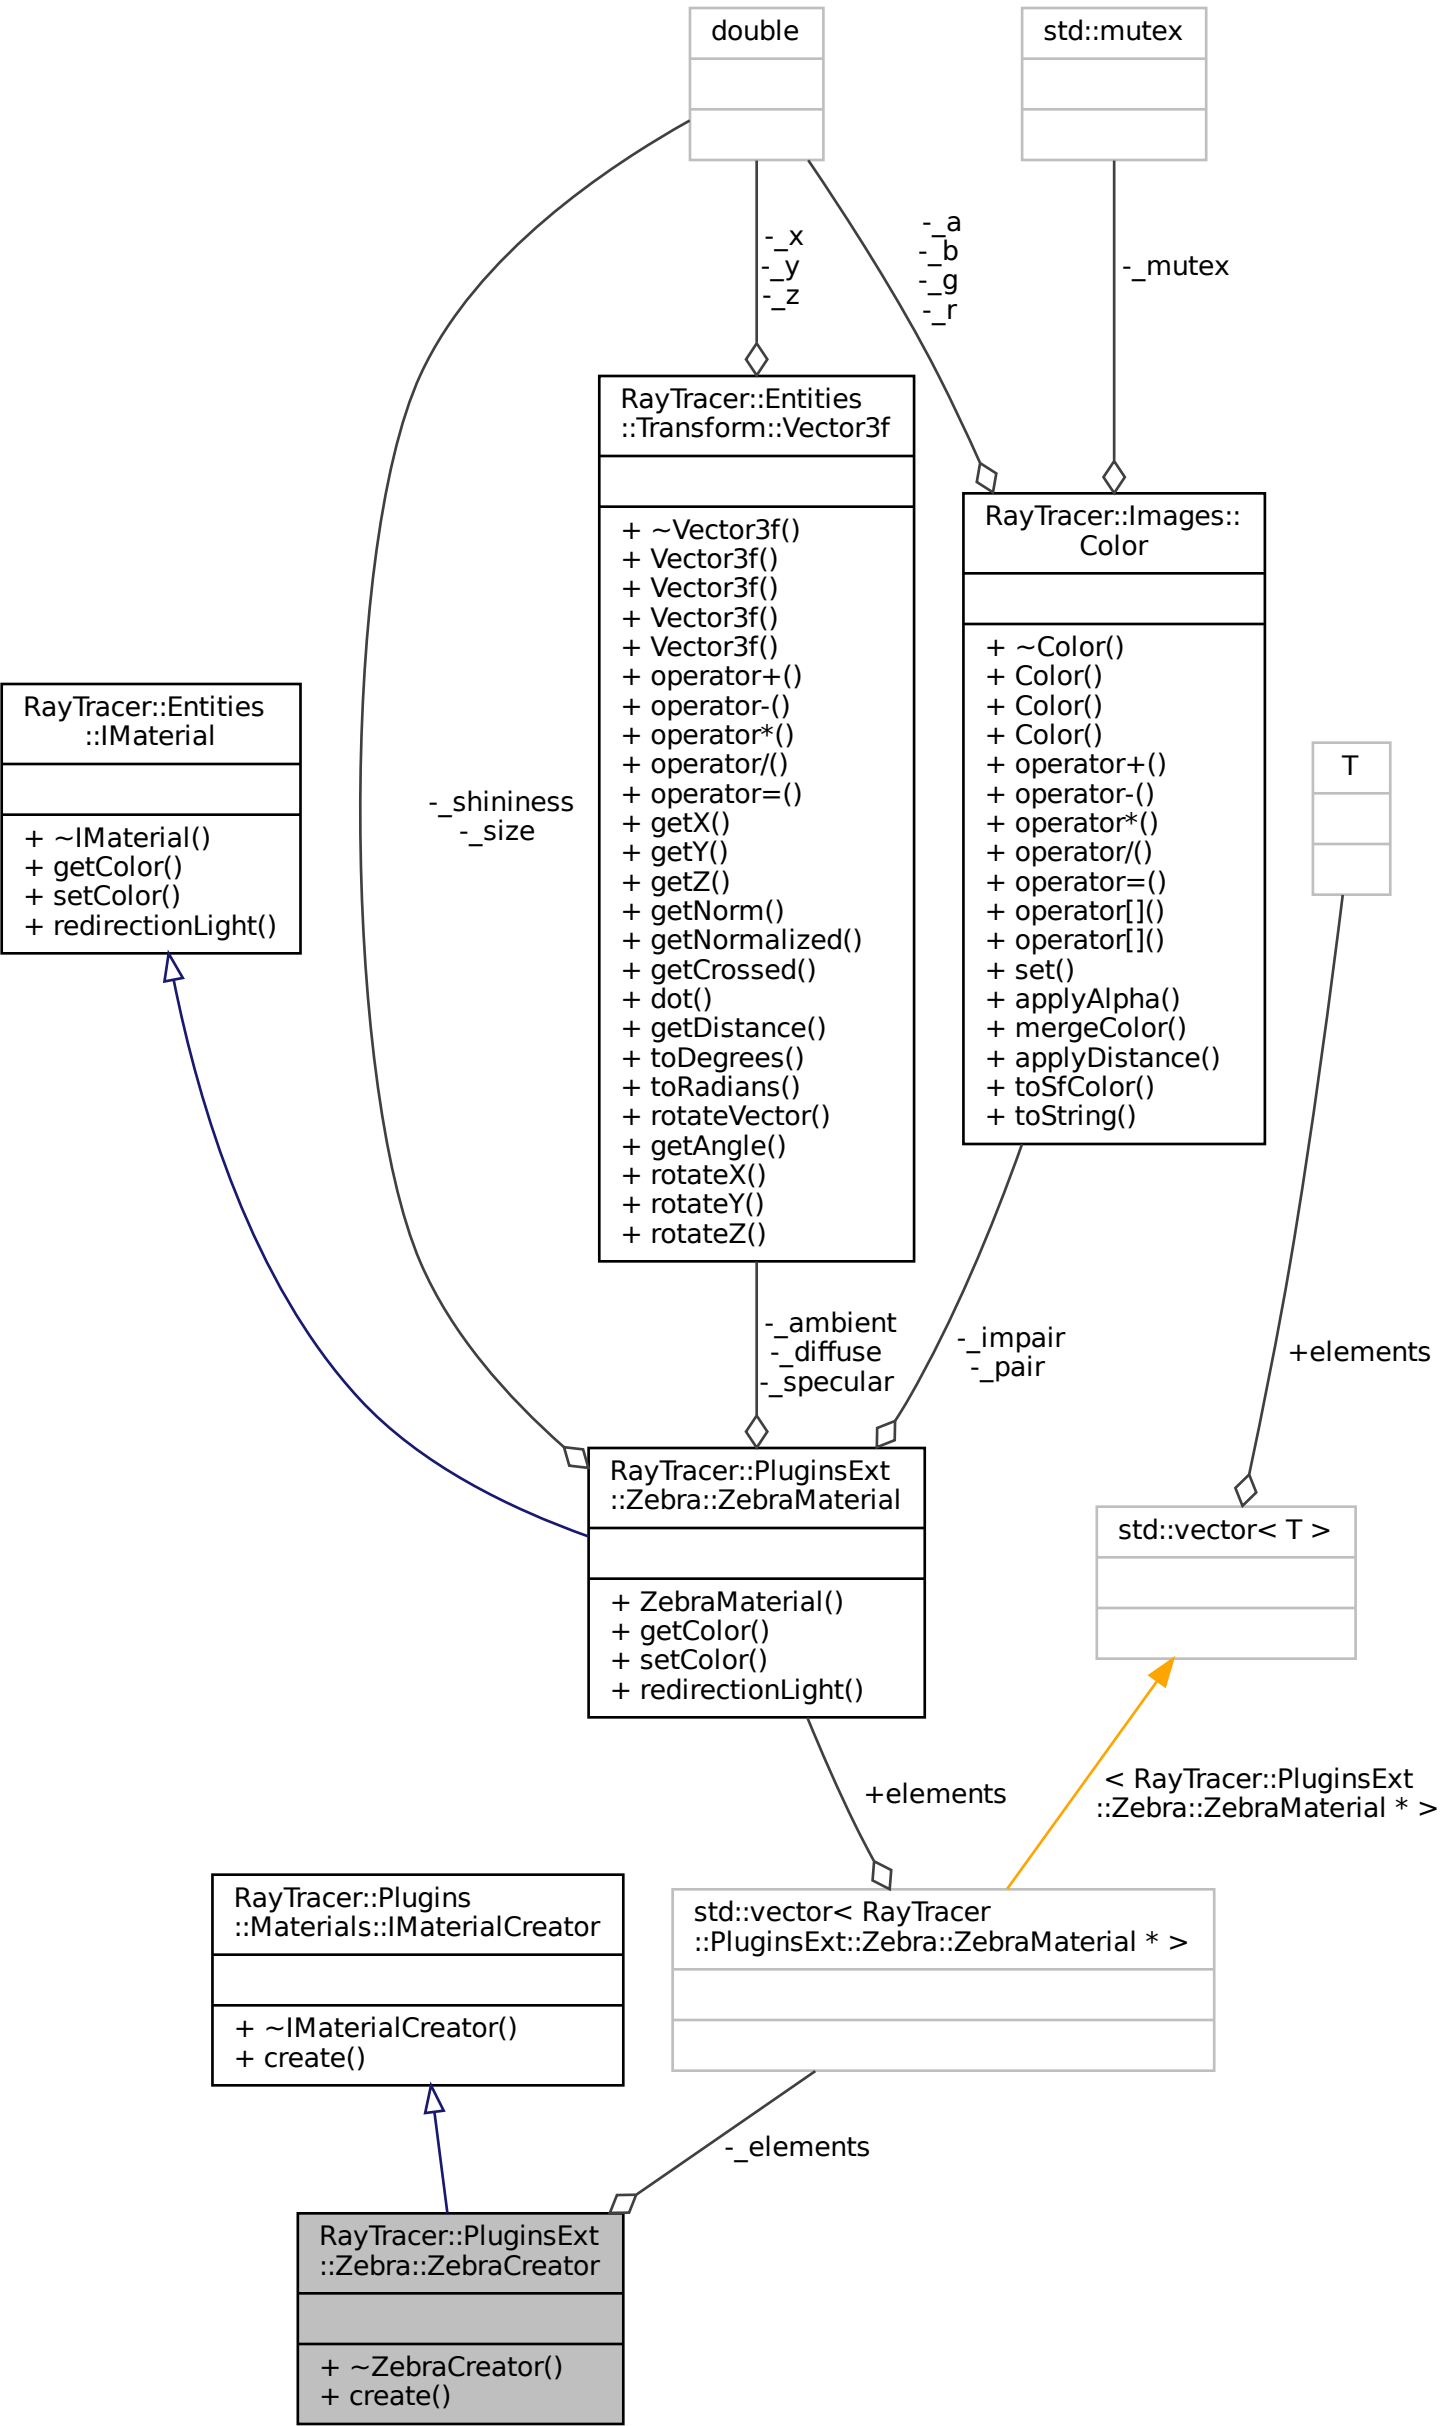 double
std::mutex
-_x
-_y
-_z
-_a
-_b
-_g
-_r
-_mutex
RayTracer::Entities
::Transform::Vector3f
+ ~Vector3f()
+ Vector3f()
+ Vector3f()
+ Vector3f()
+ Vector3f()
+ operator+()
+ operator-()
+ operator*()
+ operator/()
+ operator=()
+ getX()
+ getY()
+ getZ()
+ getNorm()
+ getNormalized()
+ getCrossed()
+ dot()
+ getDistance()
+ toDegrees()
+ toRadians()
+ rotateVector()
+ getAngle()
+ rotateX()
+ rotateY()
+ rotateZ()
RayTracer::Images::
Color
+ ~Color()
+ Color()
+ Color()
+ Color()
+ operator+()
+ operator-()
+ operator*()
+ operator/()
+ operator=()
+ operator[]()
+ operator[]()
+ set()
+ applyAlpha()
+ mergeColor()
+ applyDistance()
+ toSfColor()
+ toString()
RayTracer::Entities
::IMaterial
+ ~IMaterial()
+ getColor()
+ setColor()
+ redirectionLight()
-_shininess
-_size
T
-_ambient
-_diffuse
-_specular
-_impair
-_pair
+elements
RayTracer::PluginsExt
::Zebra::ZebraMaterial
+ ZebraMaterial()
+ getColor()
+ setColor()
+ redirectionLight()
std::vector< T >
+elements
< RayTracer::PluginsExt
::Zebra::ZebraMaterial * >
RayTracer::Plugins
::Materials::IMaterialCreator
+ ~IMaterialCreator()
+ create()
std::vector< RayTracer
::PluginsExt::Zebra::ZebraMaterial * >
-_elements
RayTracer::PluginsExt
::Zebra::ZebraCreator
+ ~ZebraCreator()
+ create()